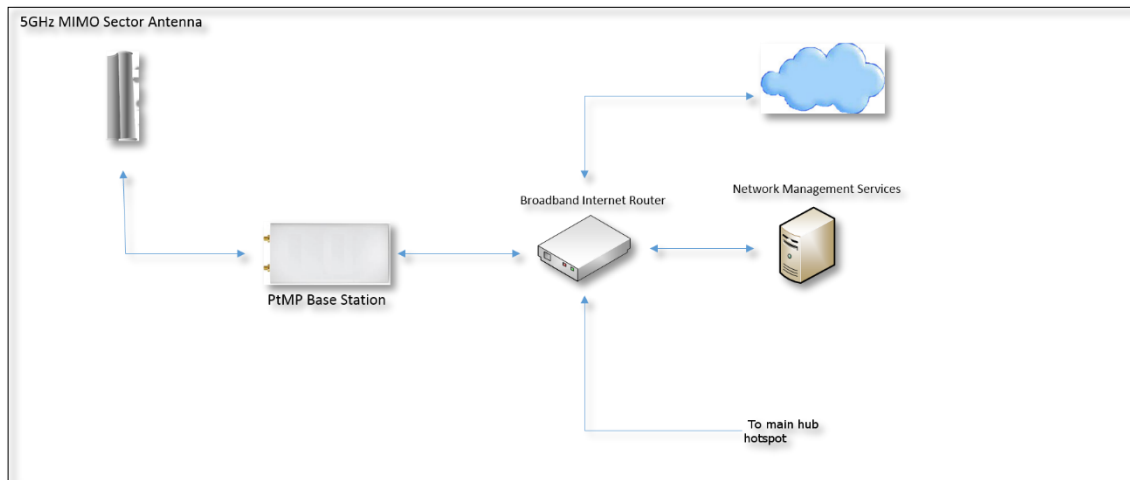 5GHz MIMO Sector Antenna
Network Management Services
Broadband Internet Router
PtMP Base Station
To main hub
hotspot